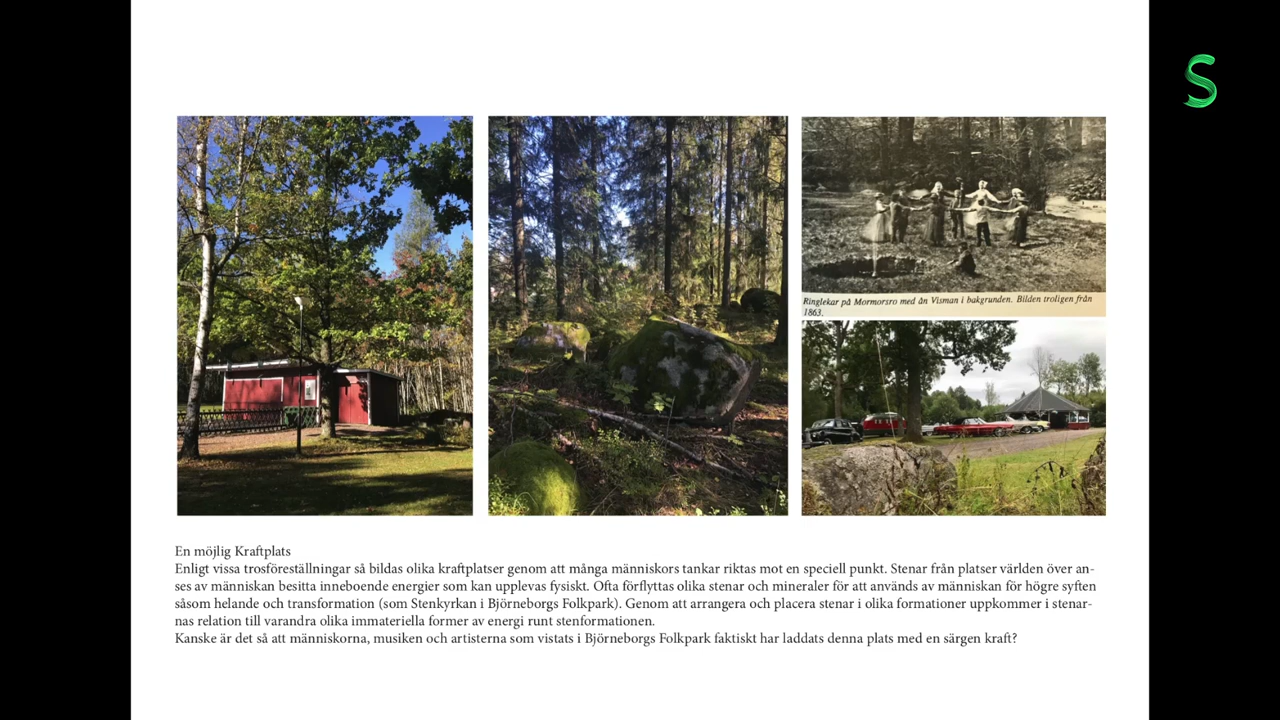 S
Ringlekar på Mormorsro med ån Visman i bakgrunden. Bilden troligen från
1863.
En möjlig Kraftplats
Enligt vissa trosföreställningar så bildas olika kraftplatser genom att många människors tankar riktas mot en speciell punkt. Stenar från platser världen över an-
ses av människan besitta inneboende energier som kan upplevas fysiskt. Ofta förflyttas olika stenar och mineraler för att används av människan för högre syften
såsom helande och transformation (som Stenkyrkan i Björneborgs Folkpark). Genom att arrangera och placera stenar i olika formationer uppkommer i stenar-
nas relation till varandra olika immateriella former av energi runt stenformationen.
Kanske är det så att människorna, musiken och artisterna som vistats i Björneborgs Folkpark faktiskt har laddats denna plats med en särgen kraft?